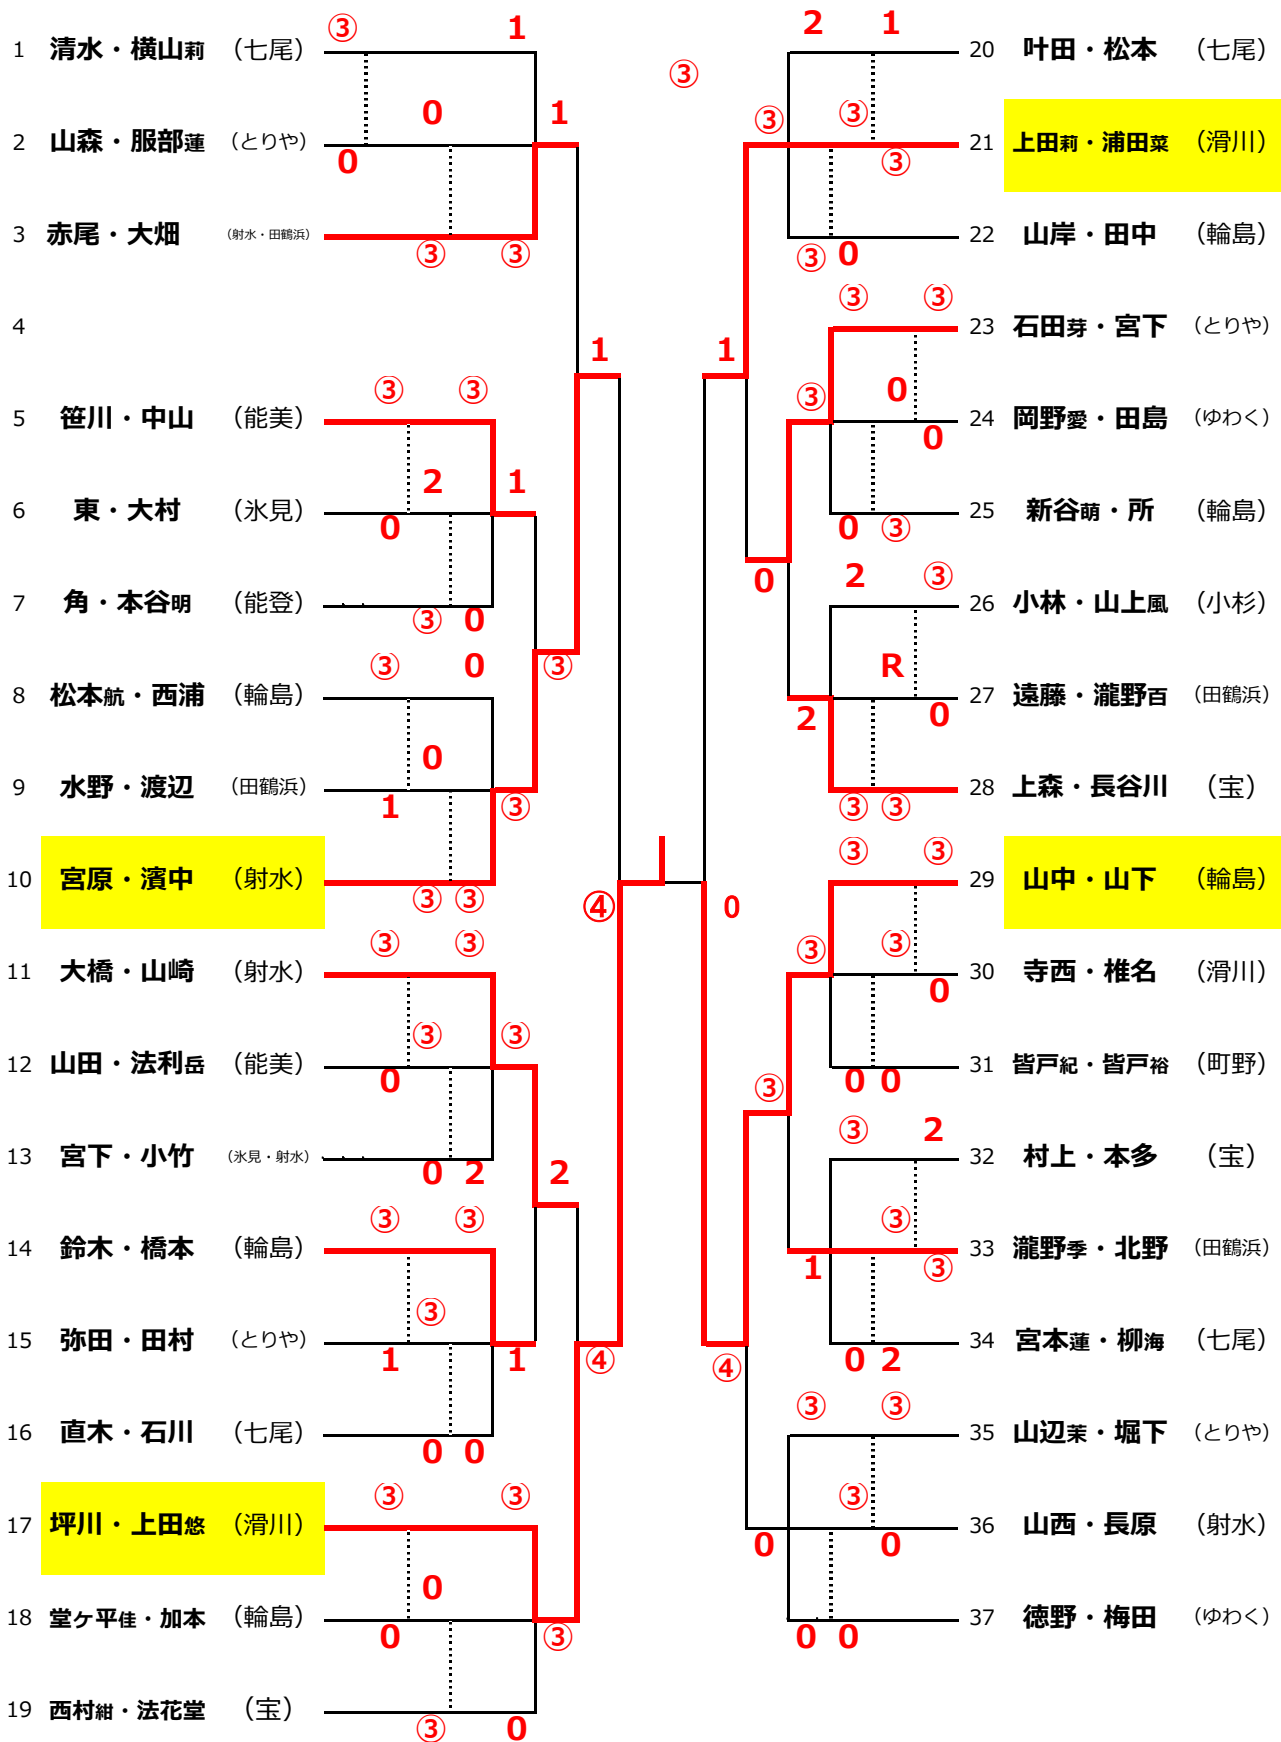 ③ 1
1 清水・横山莉 （七尾）
0 1
2 山森・服部蓮 （とりや）
0
3 赤尾・大畑 （射水・田鶴浜）
③ ③
4
1
③ ③
5 笹川・中山 （能美）
2 1
6 東・大村 （氷見）
0
7 角・本谷明 （能登）
③ 0
③ 0 ③
8 松本航・西浦 （輪島）
0
9 水野・渡辺 （田鶴浜）
1 ③
10 宮原・濱中 （射水）
③ ③ ④
③ ③
11 大橋・山崎 （射水）
③ ③
12 山田・法利岳 （能美）
0
13 宮下・小竹 （氷見・射水）
0 2 2
③ ③
14 鈴木・橋本 （輪島）
③
15 弥田・田村 （とりや）
1 1 ④
16 直木・石川 （七尾）
0 0
③ ③
17 坪川・上田悠 （滑川）
0
18 堂ケ平佳・加本 （輪島）
0 ③
19 西村紺・法花堂 （宝）
③ 0
③
2 1
20 叶田・松本 （七尾）
③ ③
21 上田莉・浦田菜 （滑川）
③
22 山岸・田中 （輪島）
③ 0
③ ③
23 石田芽・宮下 （とりや）
1
③ 0
24 岡野愛・田島 （ゆわく）
0
25 新谷萌・所 （輪島）
0 ③
0 2 ③
26 小林・山上風 （小杉）
R
27 遠藤・瀧野百 （田鶴浜）
2 0
28 上森・長谷川 （宝）
③ ③
③ ③
29 山中・山下 （輪島）
0
③ ③
30 寺西・椎名 （滑川）
0
31 皆戸紀・皆戸裕 （町野）
③ 0 0
③ 2
32 村上・本多 （宝）
③
33 瀧野季・北野 （田鶴浜）
1 ③
34 宮本蓮・柳海 （七尾）
④ 0 2
③ ③
35 山辺茉・堀下 （とりや）
③
36 山西・長原 （射水）
0 0
37 徳野・梅田 （ゆわく）
0 0